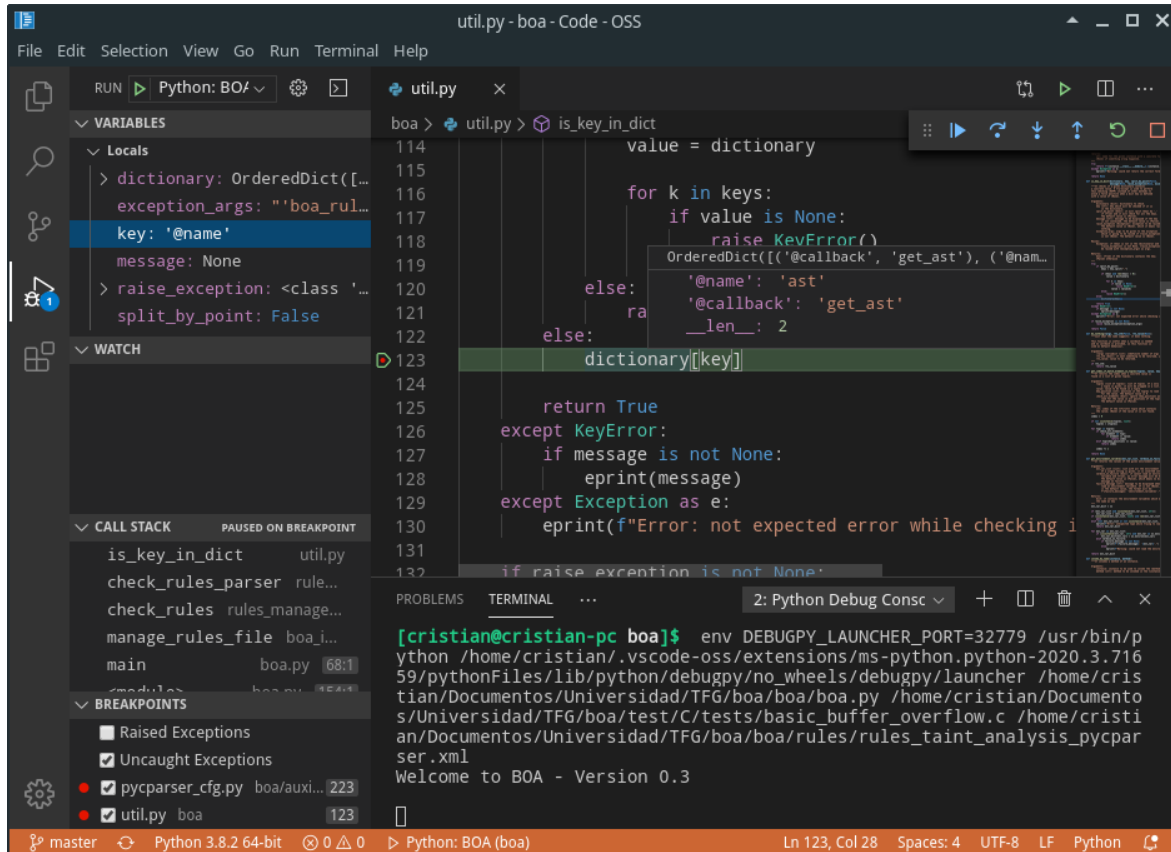 util.py - boa - Code - OSS
File Edit Selection View Go Run Terminal Help
RUN Python: BOA
VARIABLES
Locals
dictionary: OrderedDict([…
exception_args: "'boa_rul…
key: '@name'
message: None
raise_exception: <class '…
split_by_point: False
WATCH
CALL STACK PAUSED ON BREAKPOINT
is_key_in_dict util.py
check_rules_parser rule...
check_rules rules_manage...
manage_rules_file boa_i...
main boa.py 68:1
<module> boa.py 154:1
BREAKPOINTS
Raised Exceptions
Uncaught Exceptions
pycparser_cfg.py boa/auxi... 223
util.py boa 123
1
util.py
boa > util.py > is_key_in_dict
114 value = dictionary
115
116 for k in keys:
117 if value is None:
118 raise KeyError()
119
120 else:
121 ra
122 else:
123 dictionary[key]
124
125 return True
126 except KeyError:
127 if message is not None:
128 eprint(message)
129 except Exception as e:
130 eprint(f"Error: not expected error while checking i
131
132 if raise_exception is not None:
OrderedDict([('@callback', 'get_ast'), ('@nam…
'@name': 'ast'
'@callback': 'get_ast'
__len__: 2
PROBLEMS TERMINAL ··· 2: Python Debug Consc
[cristian@cristian-pc boa]$ env DEBUGPY_LAUNCHER_PORT=32779 /usr/bin/p
ython /home/cristian/.vscode-oss/extensions/ms-python.python-2020.3.716
59/pythonFiles/lib/python/debugpy/no_wheels/debugpy/launcher /home/cris
tian/Documentos/Universidad/TFG/boa/boa/boa.py /home/cristian/Documento
s/Universidad/TFG/boa/test/C/tests/basic_buffer_overflow.c /home/cristi
an/Documentos/Universidad/TFG/boa/boa/rules/rules_taint_analysis_pycpar
ser.xml
Welcome to BOA - Version 0.3
master Python 3.8.2 64-bit 0 0 Python: BOA (boa) Ln 123, Col 28 Spaces: 4 UTF-8 LF Python